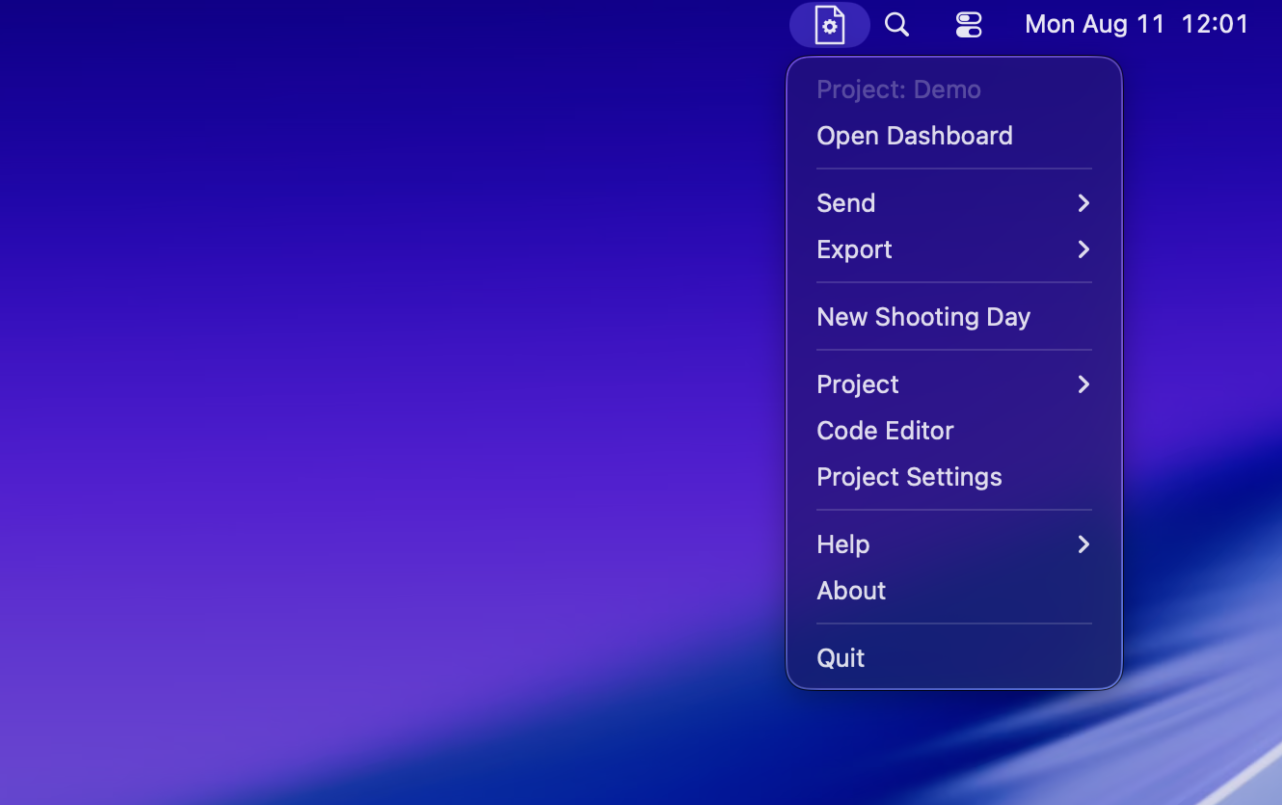 Mon Aug 11 12:01
Project: Demo
Open Dashboard
Send
Export
New Shooting Day
Project
Code Editor
Project Settings
Help
About
Quit